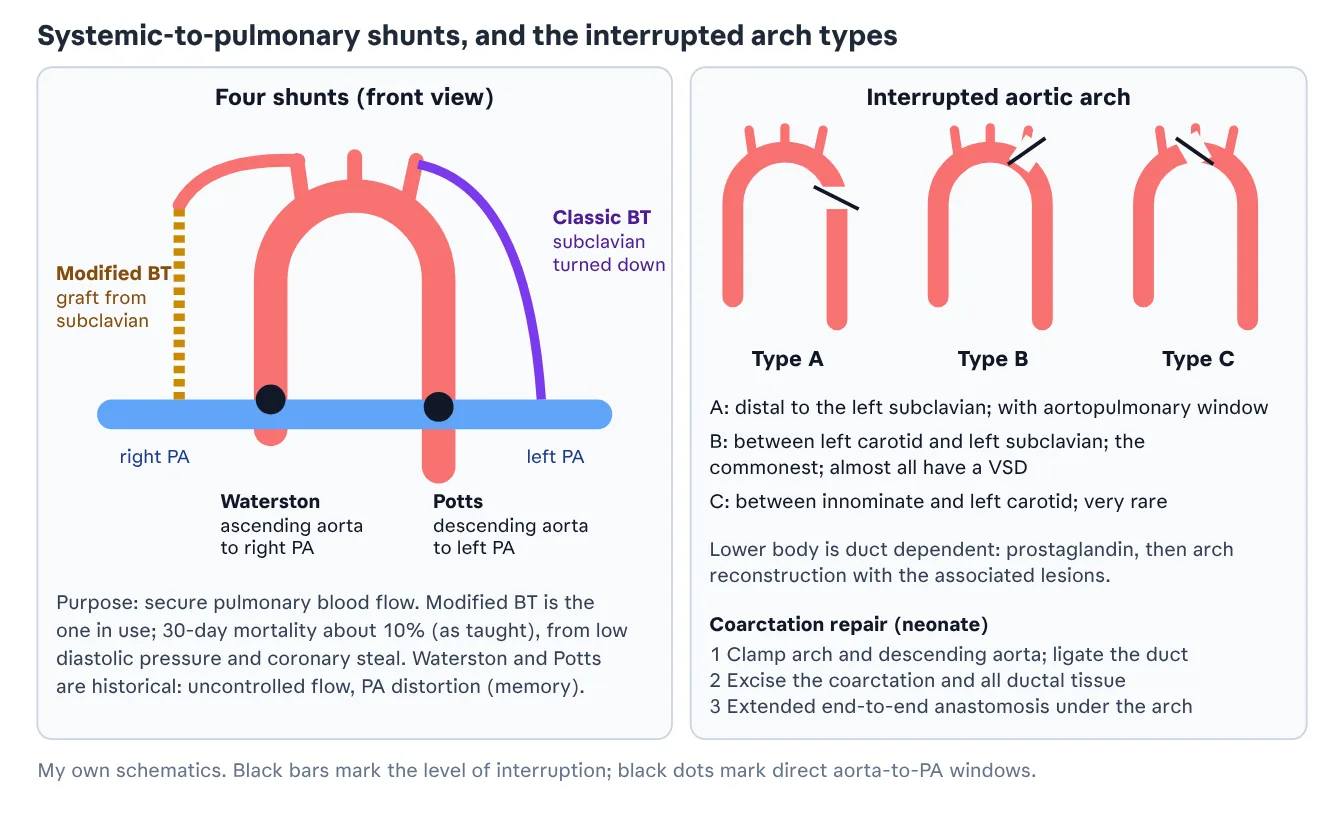 Systemic-to-pulmonary shunts, and the interrupted arch types
Four shunts (front view)
Modified BT
graft from
subclavian
Classic BT
subclavian
turned down
right PA
left PA
Waterston
ascending aorta
to right PA
Potts
descending aorta
to left PA
Purpose: secure pulmonary blood flow. Modified BT is the
one in use; 30-day mortality about 10% (as taught), from low
diastolic pressure and coronary steal. Waterston and Potts
are historical: uncontrolled flow, PA distortion (memory).
Interrupted aortic arch
Type A
Type B
Type C
A: distal to the left subclavian; with aortopulmonary window
B: between left carotid and left subclavian; the
commonest; almost all have a VSD
C: between innominate and left carotid; very rare
Lower body is duct dependent: prostaglandin, then arch
reconstruction with the associated lesions.
Coarctation repair (neonate)
1 Clamp arch and descending aorta; ligate the duct
2 Excise the coarctation and all ductal tissue
3 Extended end-to-end anastomosis under the arch
My own schematics. Black bars mark the level of interruption; black dots mark direct aorta-to-PA windows.